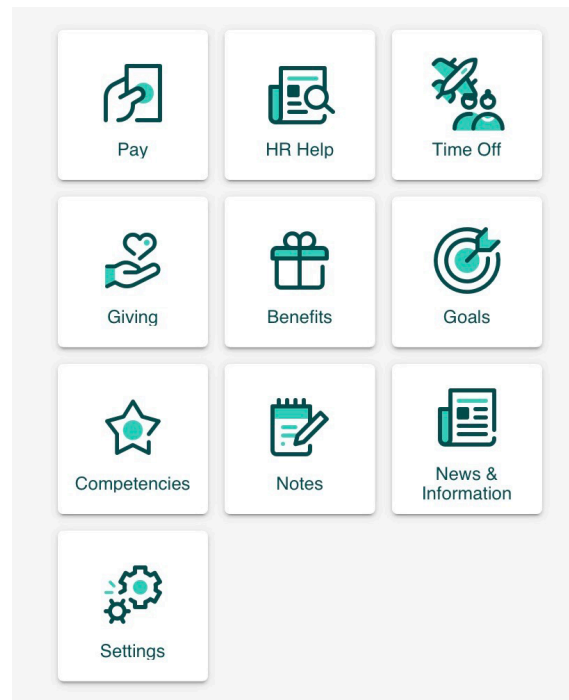 Pay
HR Help
Time Off
Giving
Benefits
Goals
Competencies
Notes
News &
Information
Settings